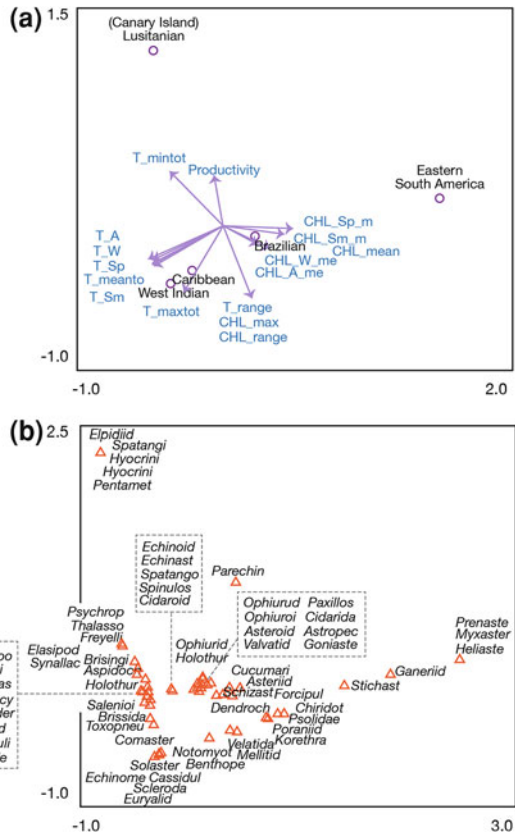 (a)
1.5
(Canary Island)
Lusitanian
T_mintot
Productivity
Eastern
South America
T_A
T_W
T_Sp
T_meanto
T_Sm
CHL_Sp_m
CHL_Sm_m
CHL_mean
Brazilian
CHL_W_me
CHL_A_me
Caribbean
West Indian
T_maxtot
T_range
CHL_max
CHL_range
-1.0
-1.0
2.0
(b)
2.5
Elpidiid
Spatangi
Hyocrini
Hyocrini
Pentamet
Echinoid
Echinast
Spatango
Spinulos
Cidaroid
Parechin
Ophiurud Paxillos
Ophiuroi Cidarida
Asteroid Astropec
Valvatid Goniaste
Psychrop
Thalasso
Freyelli
Elasipod
Synallac
Brisingi
Aspidoch
Holothur
Ophiurid
Holothur
Prenaste
Myxaster
Heliaste
Ganeriid
Stichast
Cucumari
Asteriid
Schizast Forcipul
Dendroch Chiridot
Psolidae
Poraniid
Korethra
Salenioi
Brissida
Toxopneu
Comaster
Notomyot
Velatida
Benthope
Mellitid
Solaster
Echinome Cassidul
Scleroda
Euryalid
-1.0
-1.0
3.0